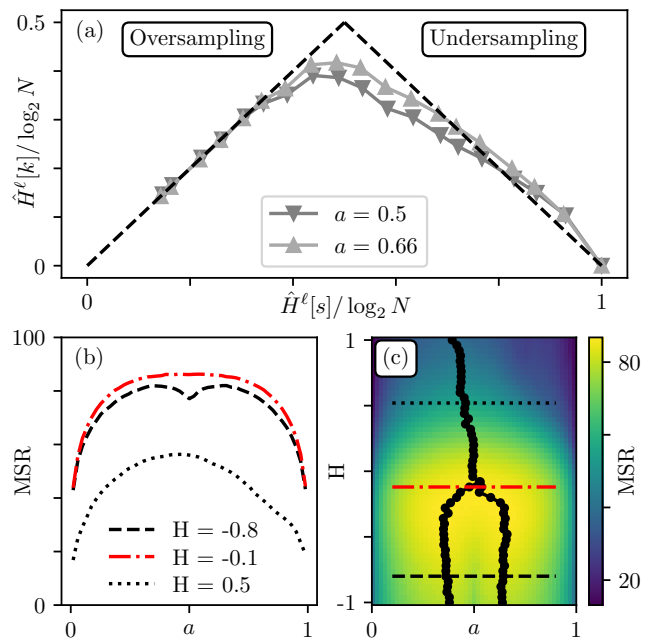 0.5
(a)
Oversampling
Undersampling
Ĥ^ℓ[k]/ log₂ N
a = 0.5
a = 0.66
0
0
1
Ĥ^ℓ[s]/ log₂ N
100
(b)
MSR
H = -0.8
H = -0.1
H = 0.5
0
0
a
1
1
(c)
H
-1
0
a
1
80
MSR
20